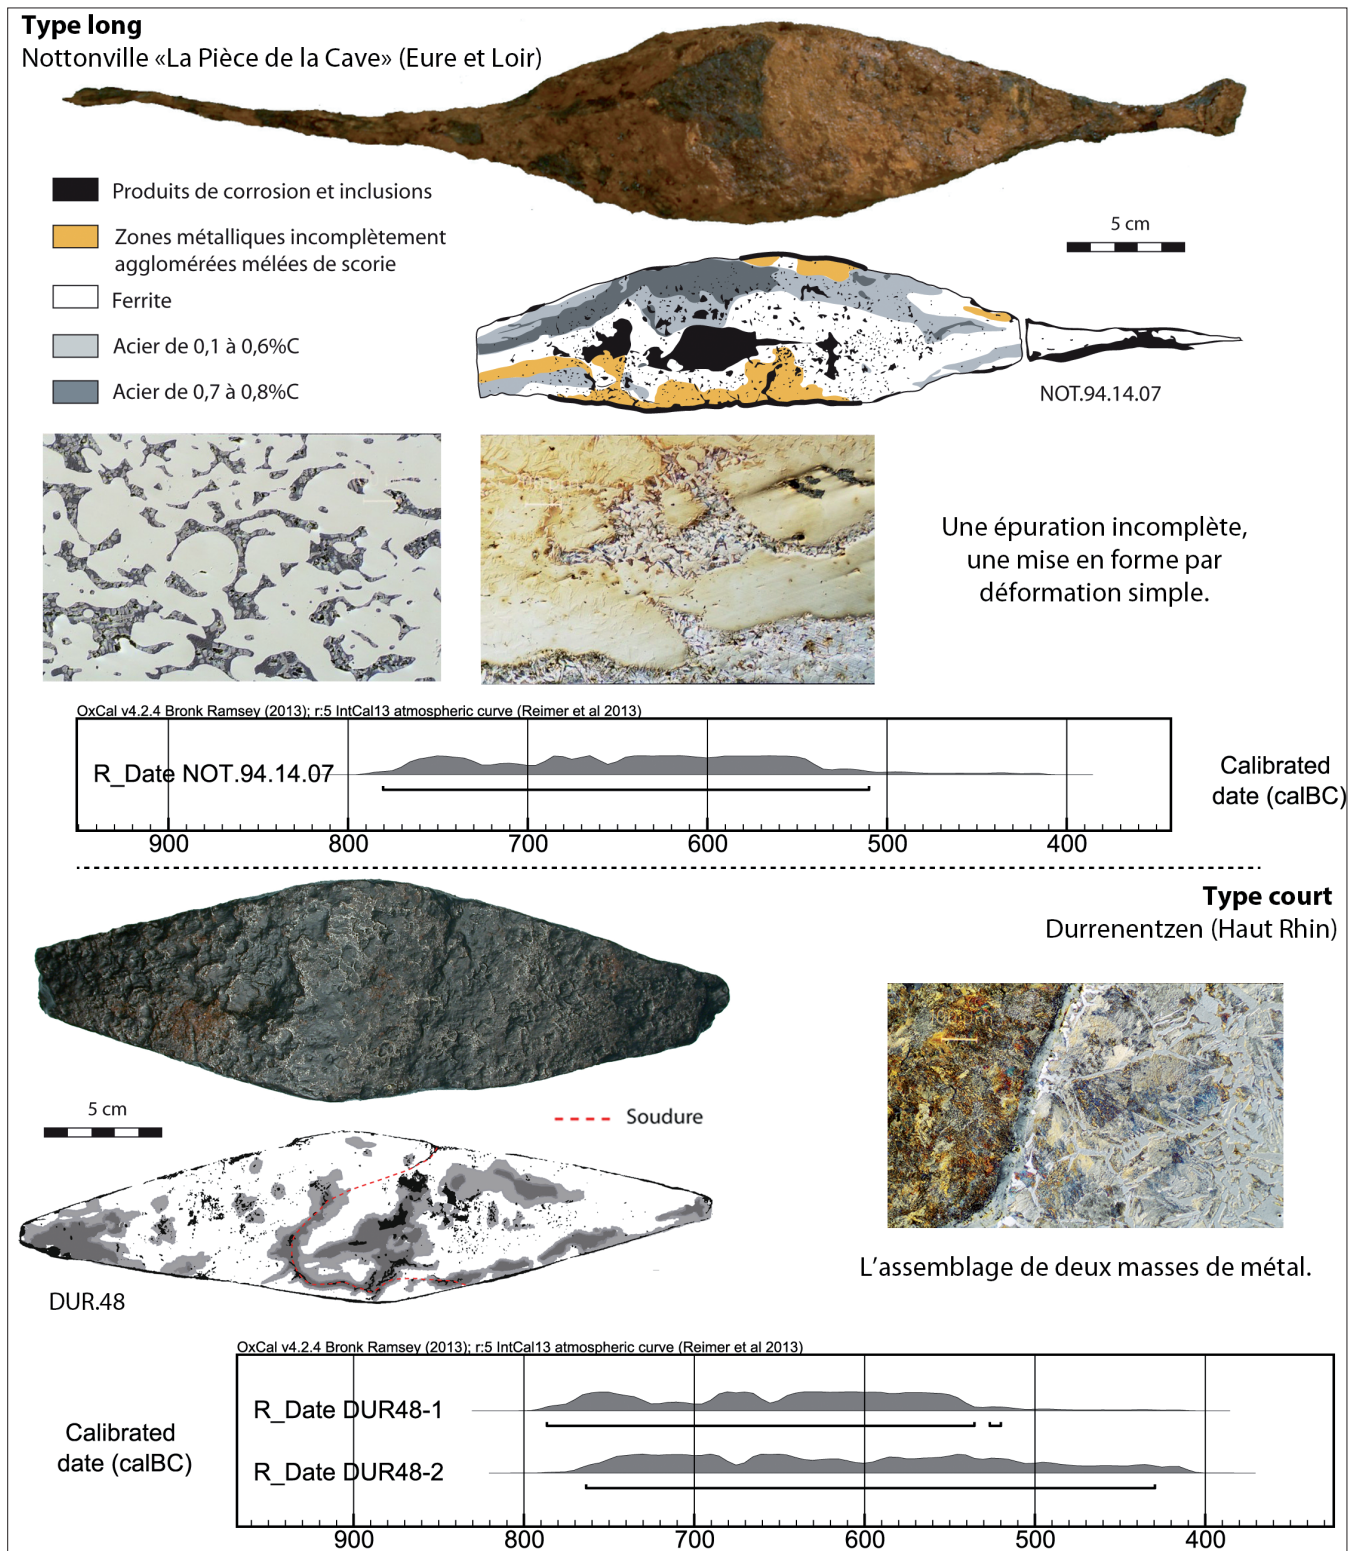 Type long
Nottonville «La Pièce de la Cave» (Eure et Loir)
Produits de corrosion et inclusions
Zones métalliques incomplètement
agglomérées mélées de scorie
Ferrite
Acier de 0,1 à 0,6%C
Acier de 0,7 à 0,8%C
5 cm
NOT.94.14.07
Une épuration incomplète,
une mise en forme par
déformation simple.
OxCal v4.2.4 Bronk Ramsey (2013); r:5 IntCal13 atmospheric curve (Reimer et al 2013)
R_Date NOT.94.14.07
Calibrated
date (calBC)
900 800 700 600 500 400
Type court
Durrenentzen (Haut Rhin)
5 cm
Soudure
DUR.48
L'assemblage de deux masses de métal.
OxCal v4.2.4 Bronk Ramsey (2013); r:5 IntCal13 atmospheric curve (Reimer et al 2013)
R_Date DUR48-1
R_Date DUR48-2
Calibrated
date (calBC)
900 800 700 600 500 400